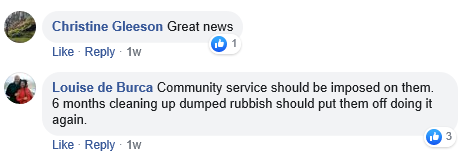 Christine Gleeson Great news
1
Like · Reply · 1w
Louise de Burca Community service should be imposed on them.
6 months cleaning up dumped rubbish should put them off doing it
again.
3
Like · Reply · 1w